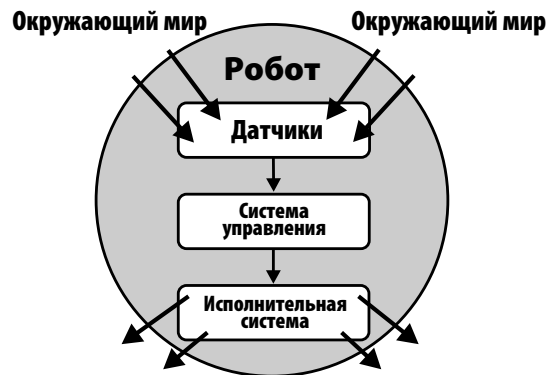 Окружающий мир Окружающий мир
Робот
Датчики
Система
управления
Исполнительная
система